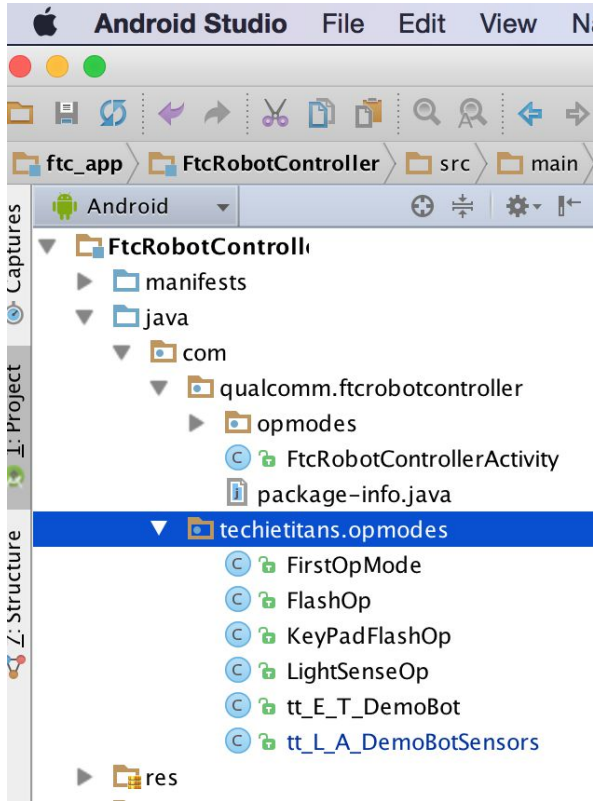 Android Studio File Edit View Na
ftc_app FtcRobotController src main
Android
Captures
1: Project
7: Structure
FtcRobotControll
manifests
java
com
qualcomm.ftcrobotcontroller
opmodes
C FtcRobotControllerActivity
j package-info.java
techietitans.opmodes
C FirstOpMode
C FlashOp
C KeyPadFlashOp
C LightSenseOp
C tt_E_T_DemoBot
C tt_L_A_DemoBotSensors
res